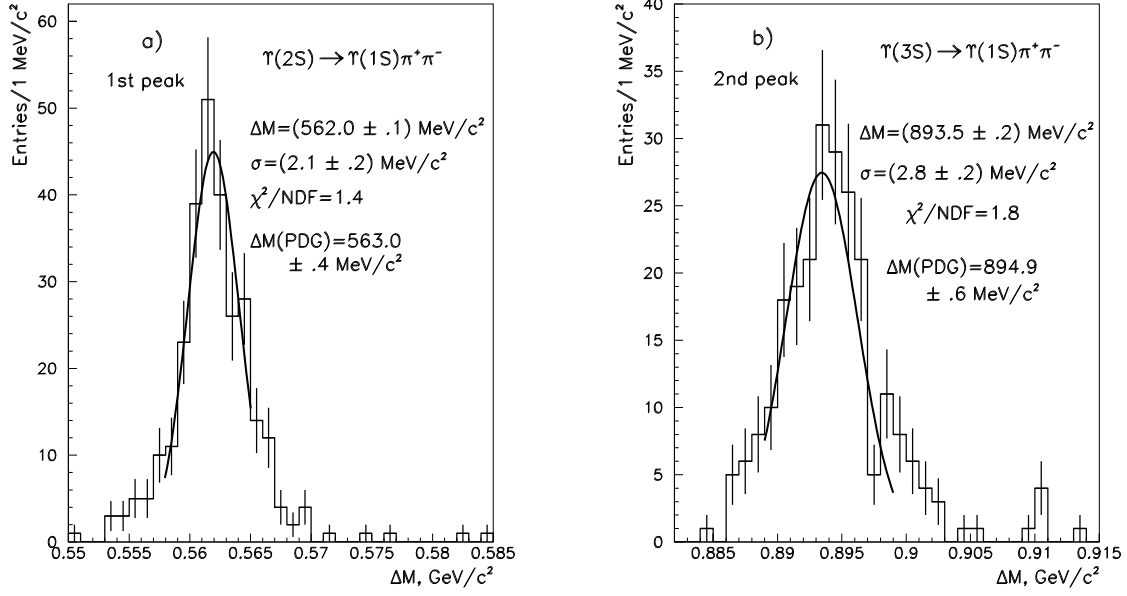 Entries/1 MeV/c²
a)
ϒ(2S)→ϒ(1S)π⁺π⁻
1st peak
ΔM=(562.0 ± .1) MeV/c²
σ=(2.1 ± .2) MeV/c²
χ²/NDF=1.4
ΔM(PDG)=563.0
± .4 MeV/c²
60
50
40
30
20
10
0
0.55 0.555 0.56 0.565 0.57 0.575 0.58 0.585
ΔM, GeV/c²
Entries/1 MeV/c²
b)
ϒ(3S)→ϒ(1S)π⁺π⁻
2nd peak
ΔM=(893.5 ± .2) MeV/c²
σ=(2.8 ± .2) MeV/c²
χ²/NDF=1.8
ΔM(PDG)=894.9
± .6 MeV/c²
40
35
30
25
20
15
10
5
0
0.885 0.89 0.895 0.9 0.905 0.91 0.915
ΔM, GeV/c²